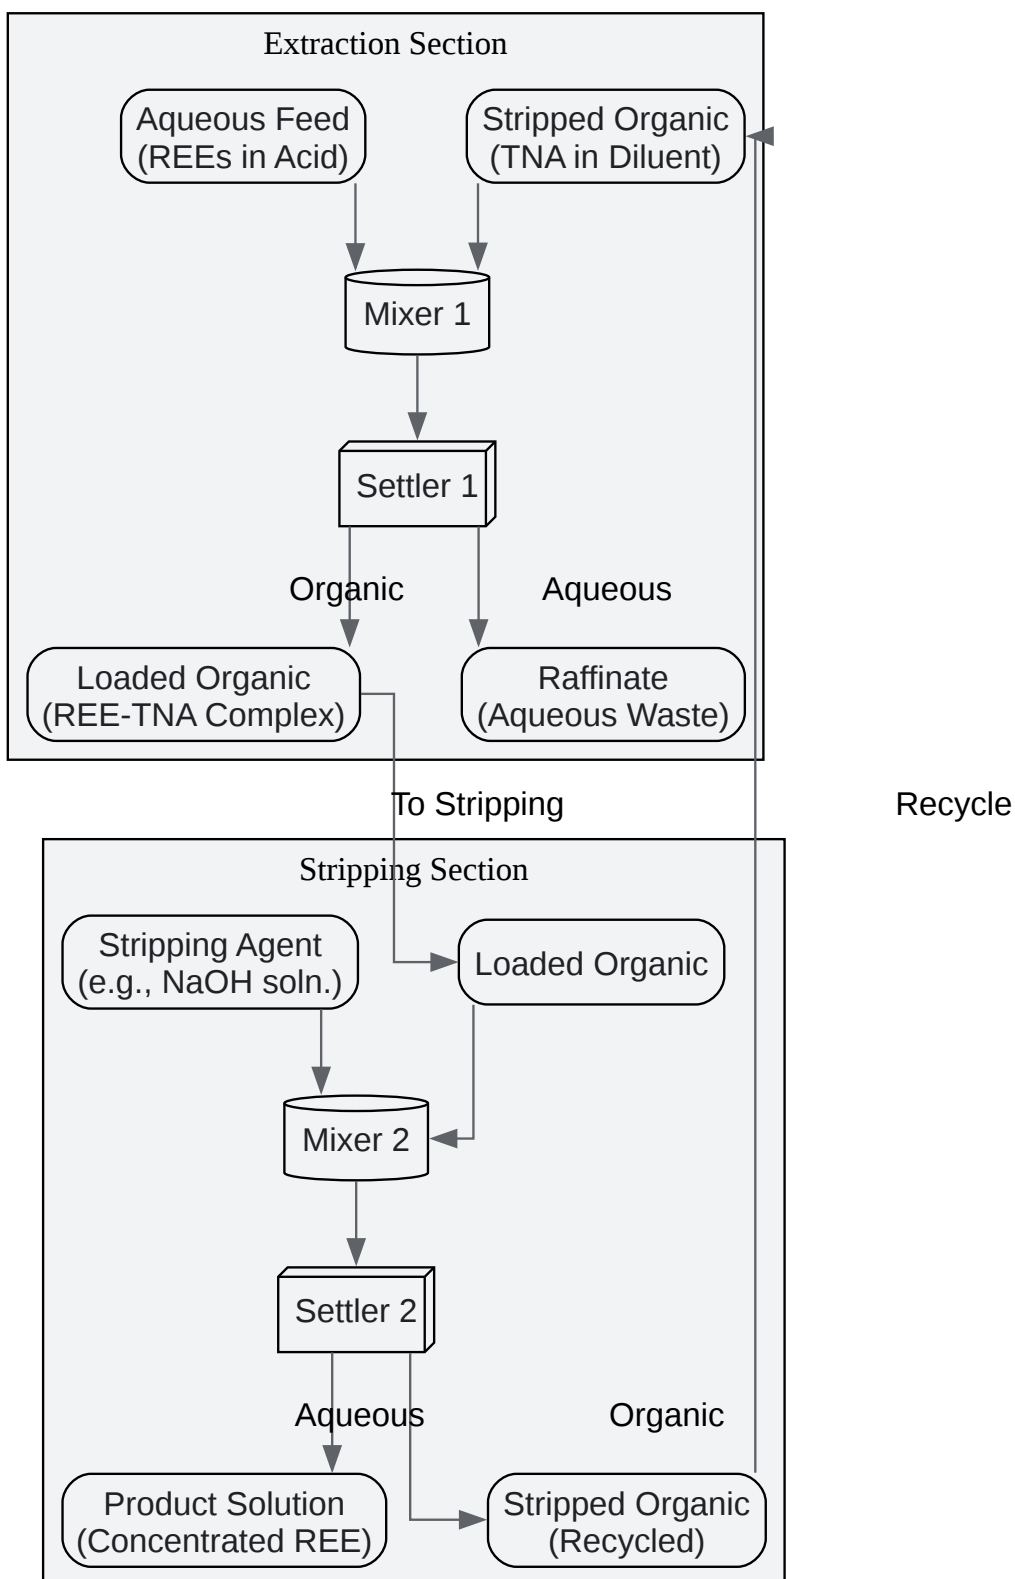 Extraction Section
Aqueous Feed
(REEs in Acid)
Stripped Organic
(TNA in Diluent)
Mixer 1
Settler 1
Organic
Aqueous
Loaded Organic
(REE-TNA Complex)
Raffinate
(Aqueous Waste)
To Stripping
Recycle
Stripping Section
Stripping Agent
(e.g., NaOH soln.)
Loaded Organic
Mixer 2
Settler 2
Aqueous
Organic
Product Solution
(Concentrated REE)
Stripped Organic
(Recycled)